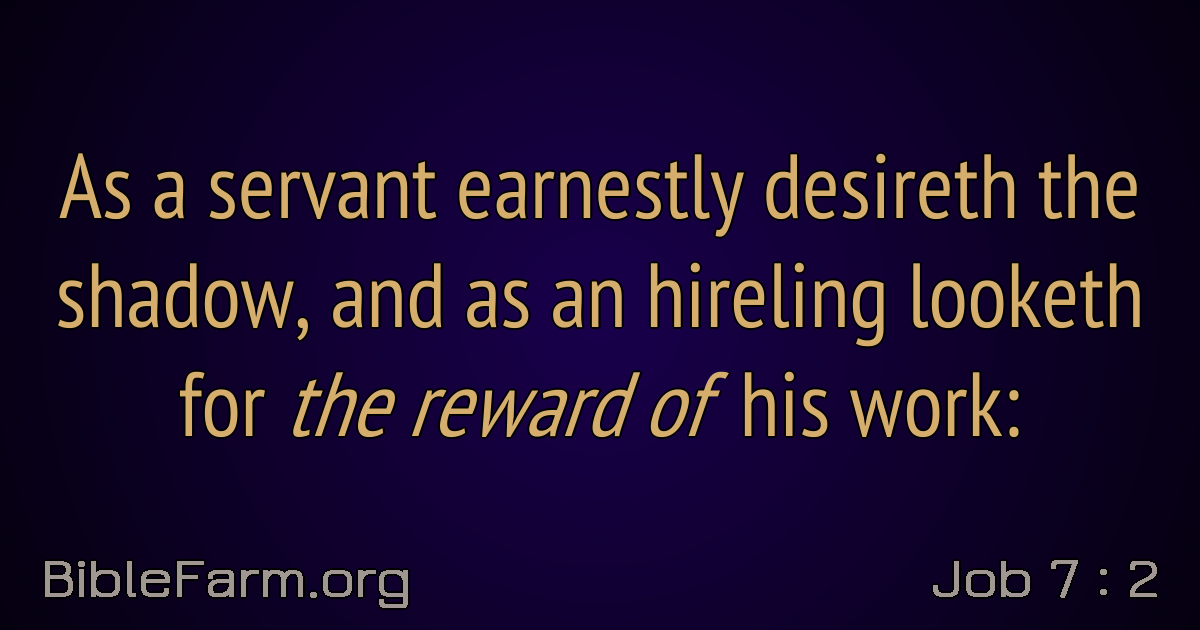 As a servant earnestly desireth the
shadow, and as an hireling looketh
for the reward of his work:
BibleFarm.org
Job 7 : 2